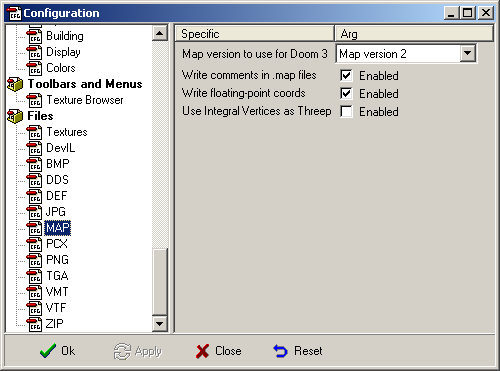 Configuration
Building
Display
Colors
Toolbars and Menus
Texture Browser
Files
Textures
DevIL
BMP
DDS
DEF
JPG
MAP
PCX
PNG
TGA
VMT
VTF
ZIP
Specific Arg
Map version to use for Doom 3 Map version 2
Write comments in .map files Enabled
Write floating-point coords Enabled
Use Integral Vertices as Threep Enabled
Ok Apply Close Reset